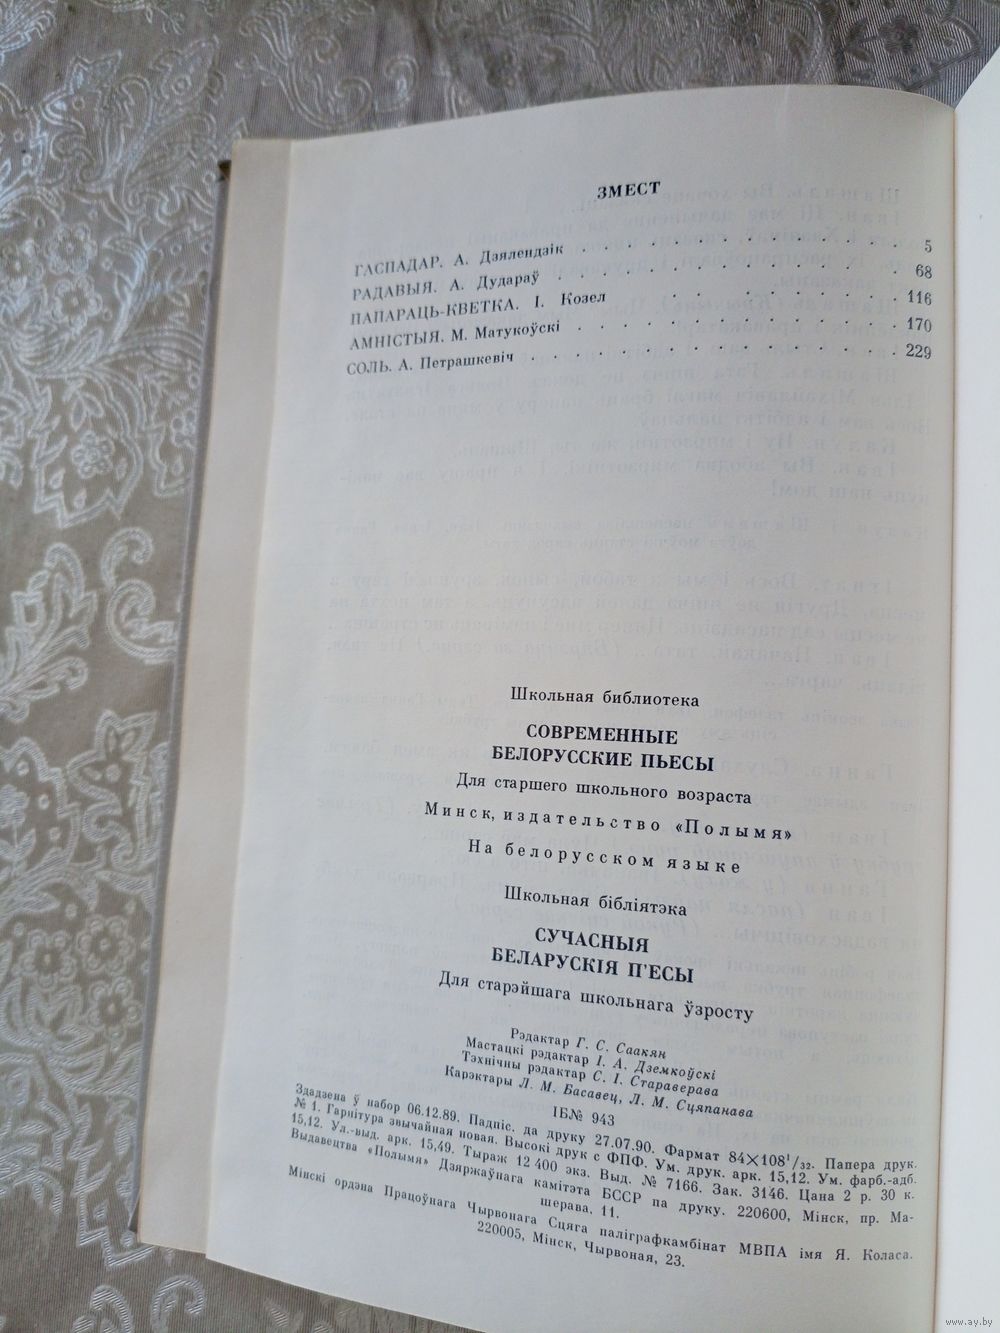 ЗМЕСТ
ГАСПАДАР. А. Дзялендзік . . . . . . . . . . . . 5
РАДАВЫЯ. А. Дудараў . . . . . . . . . . . . 68
ПАПАРАЦЬ-КВЕТКА. І. Козел . . . . . . . . . . 116
АМНІСТЫЯ. М. Матукоўскі . . . . . . . . . . . 170
СОЛЬ. А. Петрашкевіч . . . . . . . . . . . . . 229
Школьная библиотека
СОВРЕМЕННЫЕ
БЕЛОРУССКИЕ ПЬЕСЫ
Для старшего школьного возраста
Минск, издательство «Полымя»
На белорусском языке
Школьная бібліятэка
СУЧАСНЫЯ
БЕЛАРУСКІЯ П'ЕСЫ
Для старэйшага школьнага ўзросту
Рэдактар Г. С. Саакян
Мастацкі рэдактар І. А. Дземкоўскі
Тэхнічны рэдактар С. І. Стараверава
Карэктары Л. М. Басавец, Л. М. Сцяпанава
ІБ№ 943
Здадзена ў набор 06.12.89. Падпіс. да друку 27.07.90. Фармат 84×108¹/₃₂. Папера друк.
№ 1. Гарнітура звычайная новая. Высокі друк с ФПФ. Ум. друк. арк. 15,12. Ум. фарб.-адб.
15,12. Ул.-выд. арк. 15,49. Тыраж 12 400 экз. Выд. № 7166. Зак. 3146. Цана 2 р. 30 к.
Выдавецтва «Полымя» Дзяржаўнага камітэта БССР па друку. 220600, Мінск, пр. Ма-
шерава, 11.
Мінскі ордэна Працоўнага Чырвонага Сцяга паліграфкамбінат МВПА імя Я. Коласа.
220005, Мінск, Чырвоная, 23.
www.ay.by